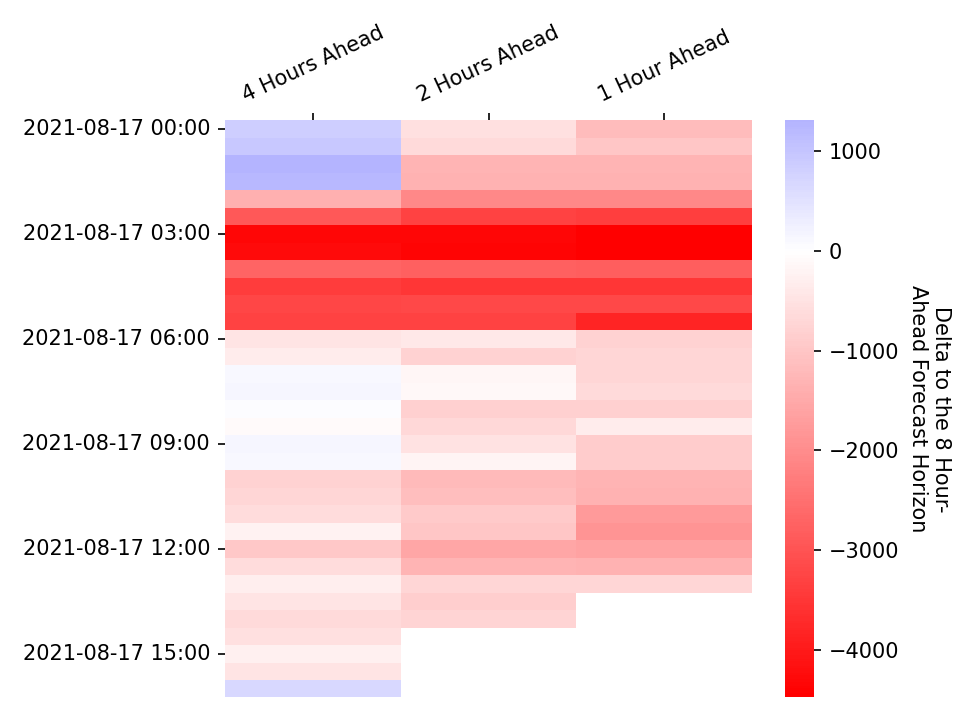 4 Hours Ahead
2 Hours Ahead
1 Hour Ahead
2021-08-17 00:00
2021-08-17 03:00
2021-08-17 06:00
2021-08-17 09:00
2021-08-17 12:00
2021-08-17 15:00
1000
0
−1000
−2000
−3000
−4000
Delta to the 8 Hour-
Ahead Forecast Horizon